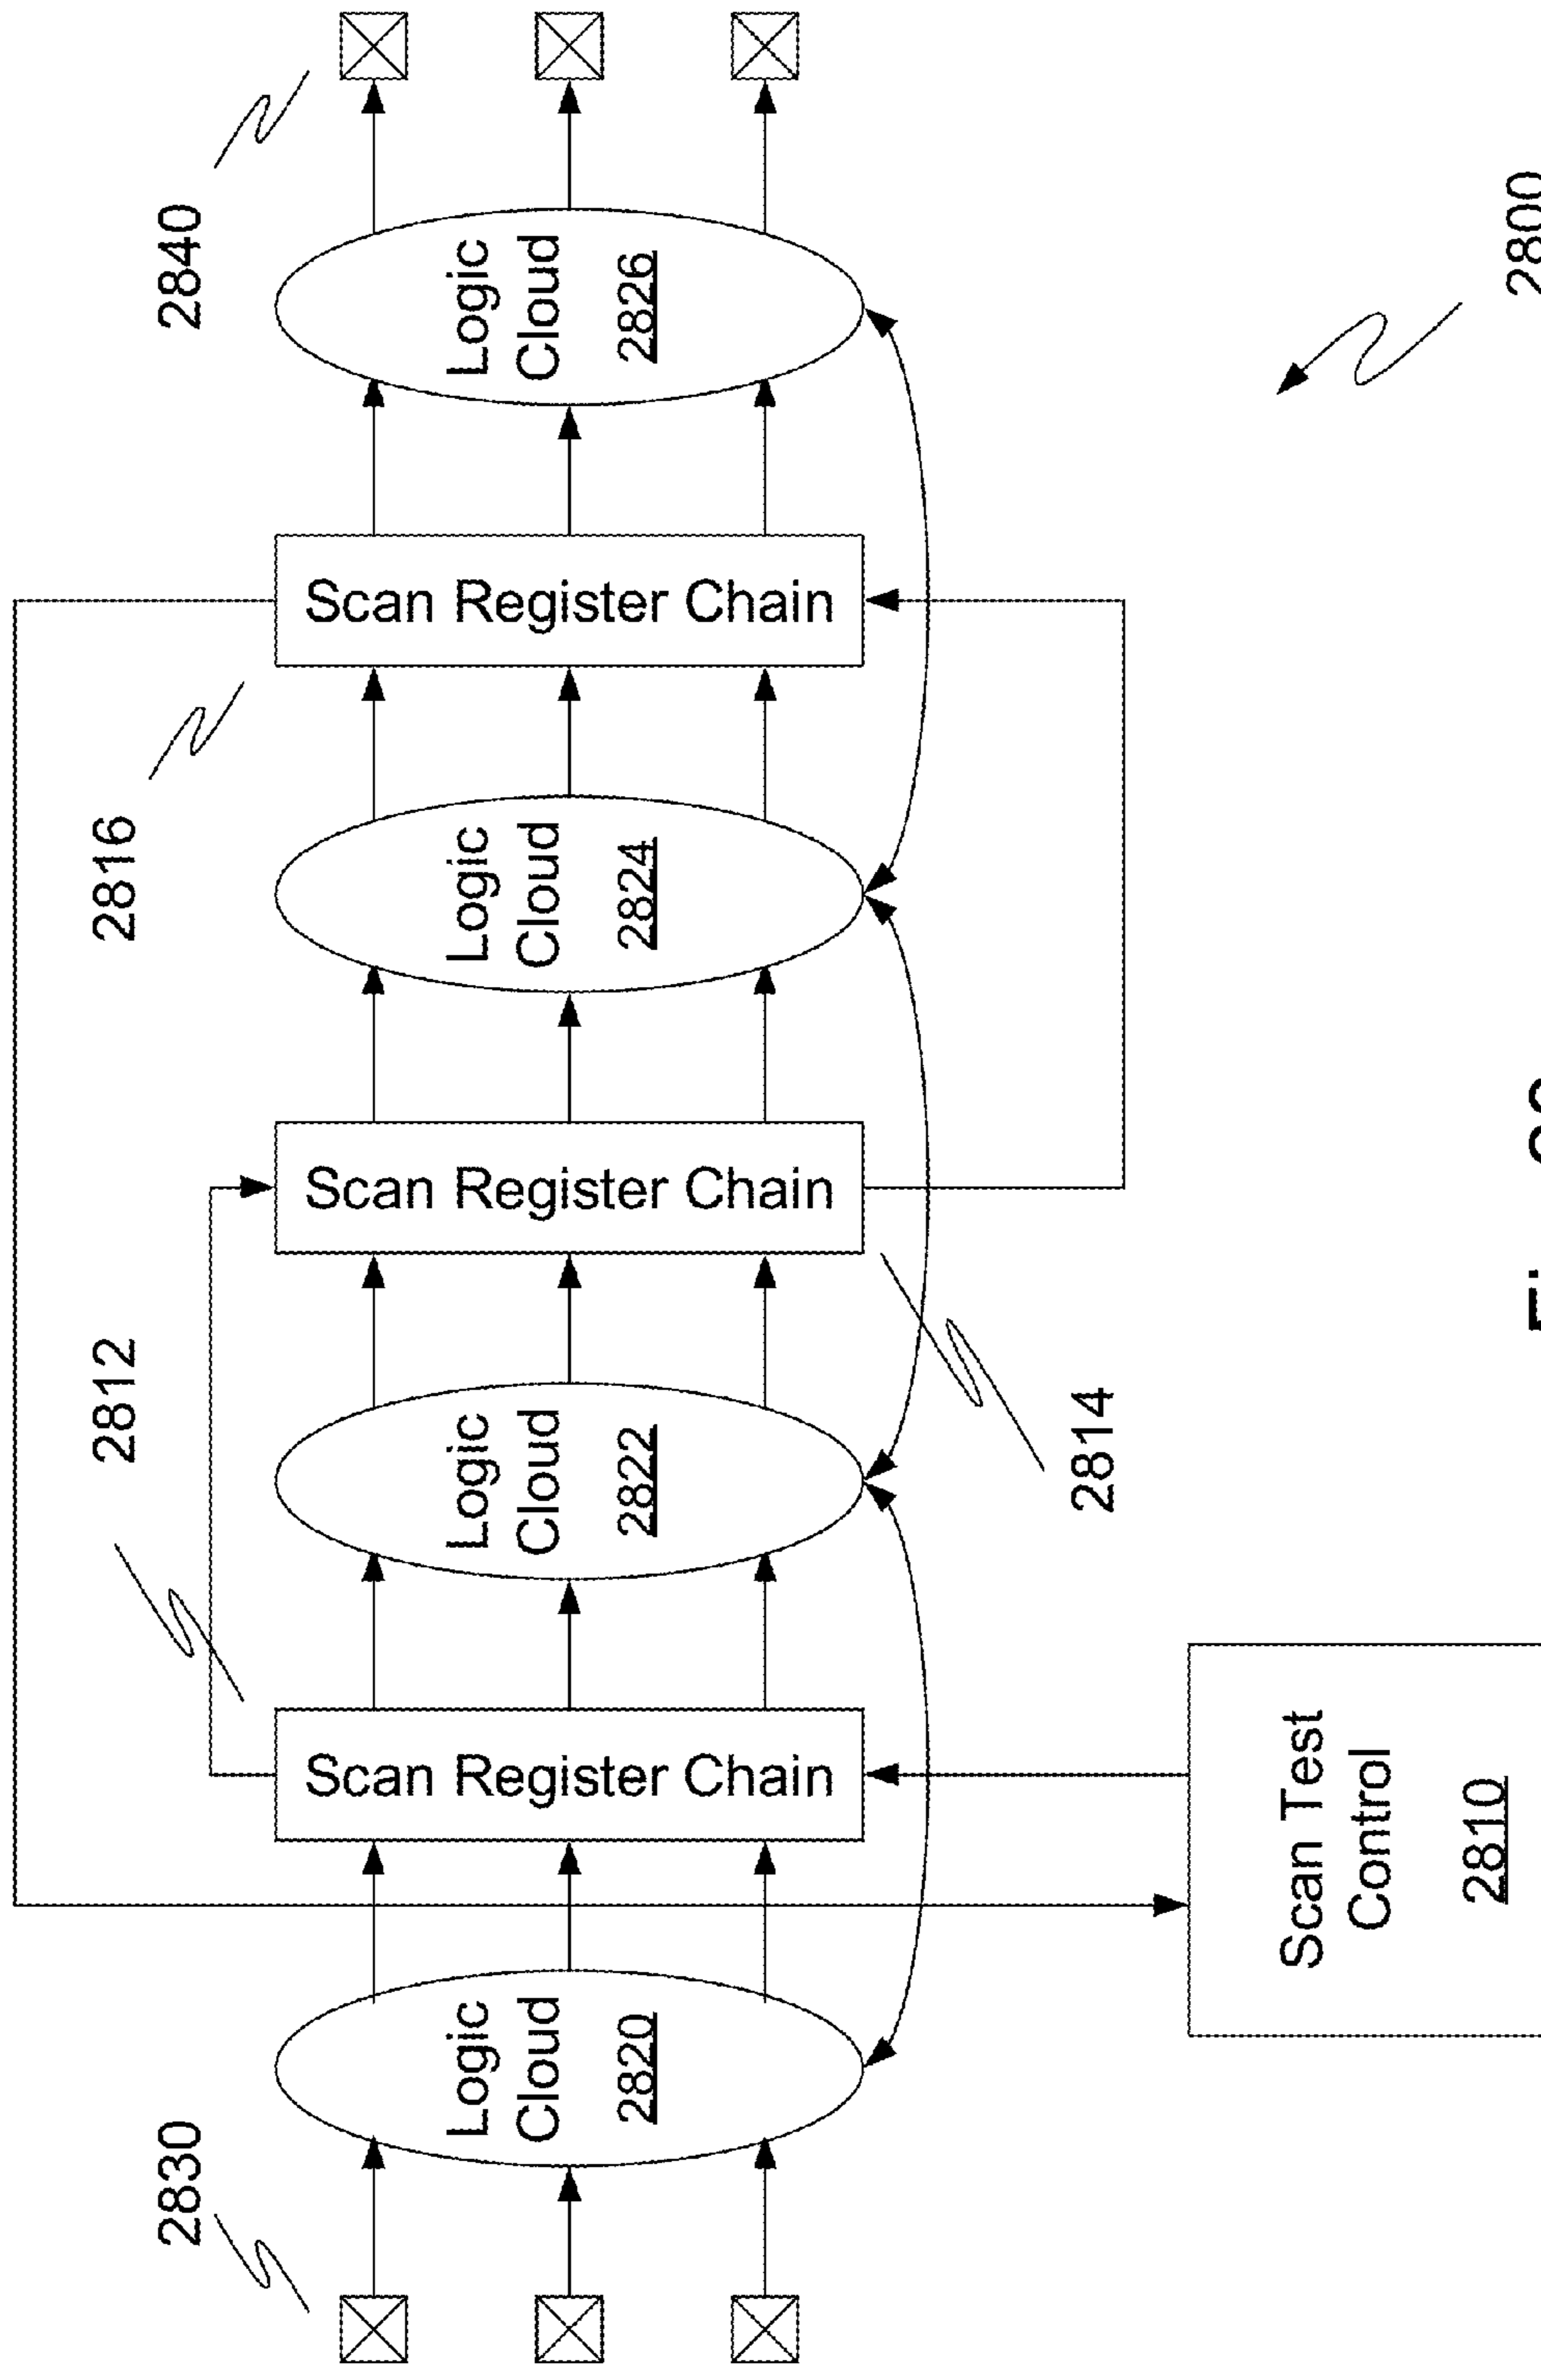 2812
2816
2830
2840
Logic
Cloud
2820
Scan Register Chain
Logic
Cloud
2822
Scan Register Chain
Logic
Cloud
2824
Scan Register Chain
Logic
Cloud
2826
2814
Scan Test
Control
2810
2800